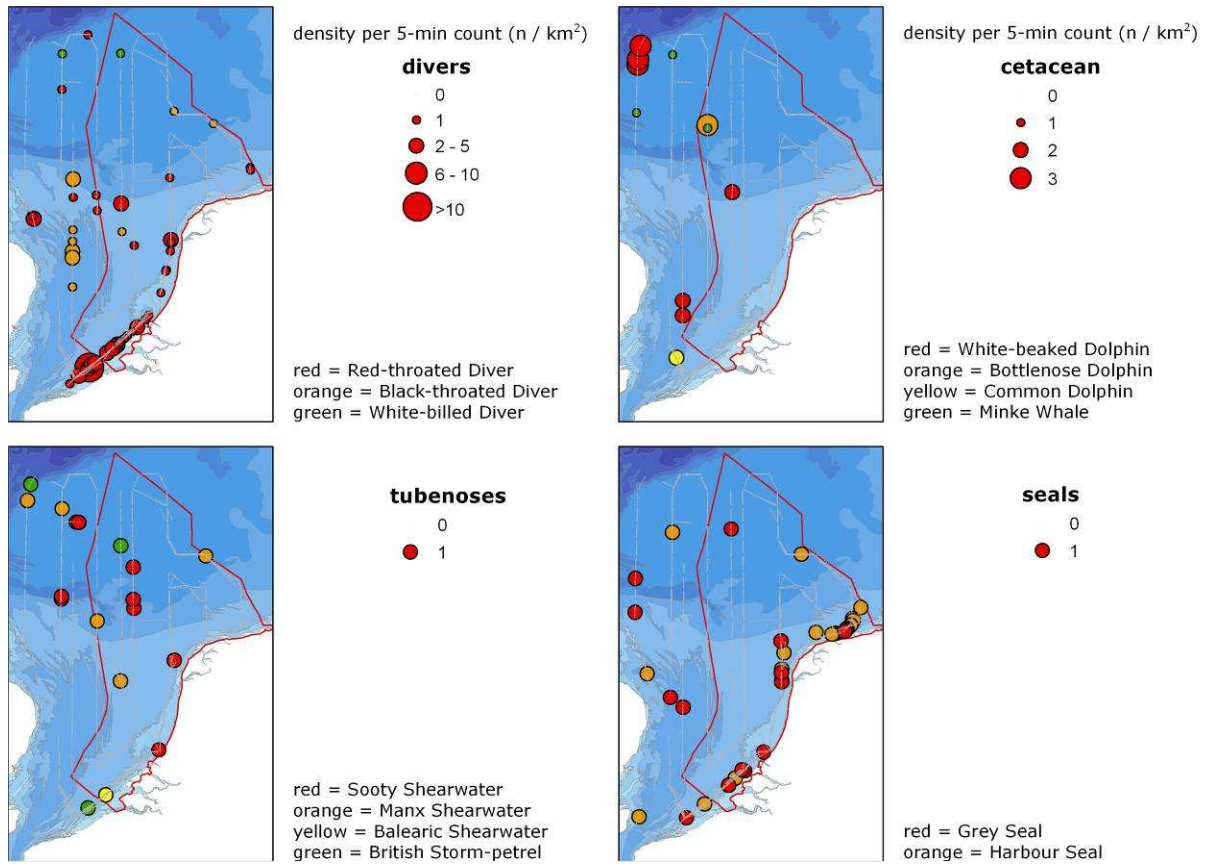 density per 5-min count (n / km²)
divers
0
1
2 - 5
6 - 10
>10
red = Red-throated Diver
orange = Black-throated Diver
green = White-billed Diver
density per 5-min count (n / km²)
cetacean
0
1
2
3
red = White-beaked Dolphin
orange = Bottlenose Dolphin
yellow = Common Dolphin
green = Minke Whale
tubenoses
0
1
red = Sooty Shearwater
orange = Manx Shearwater
yellow = Balearic Shearwater
green = British Storm-petrel
seals
0
1
red = Grey Seal
orange = Harbour Seal